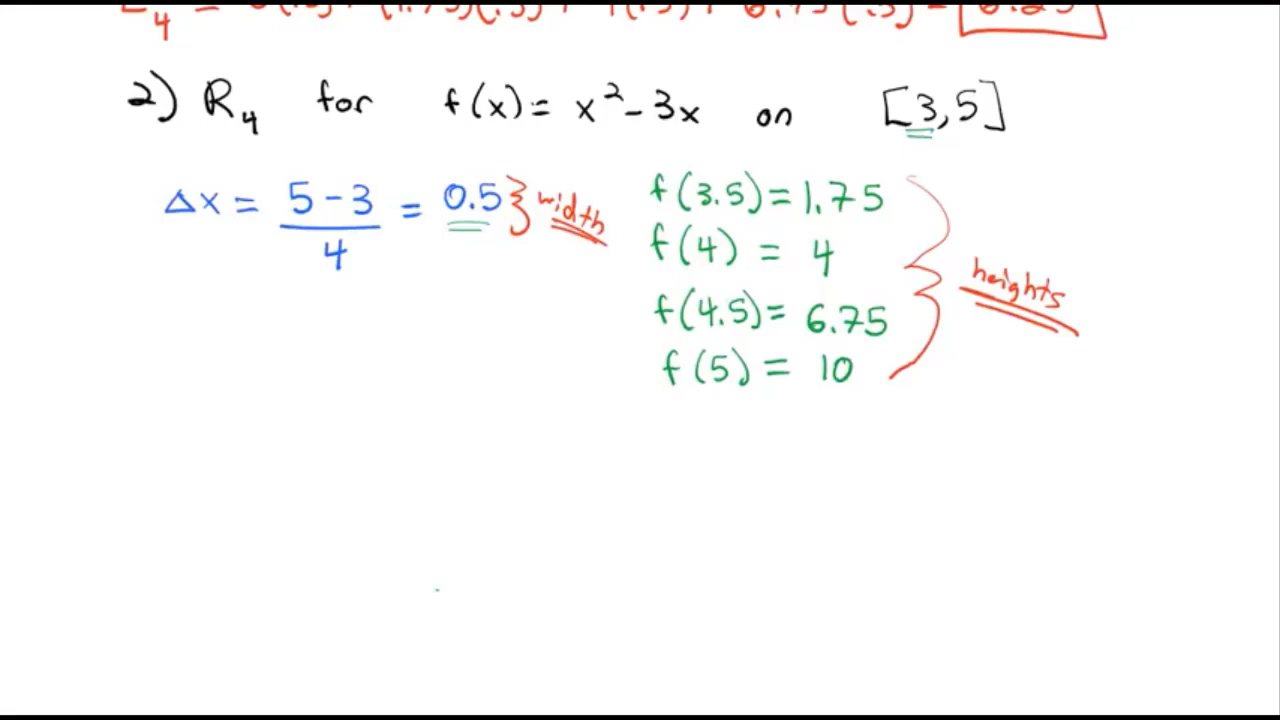 2) R₄ for f(x) = x² - 3x on [3,5]
Δx = 5-3/4 = 0.5 } width
f(3.5) = 1.75
f(4) = 4
f(4.5) = 6.75
f(5) = 10
} heights